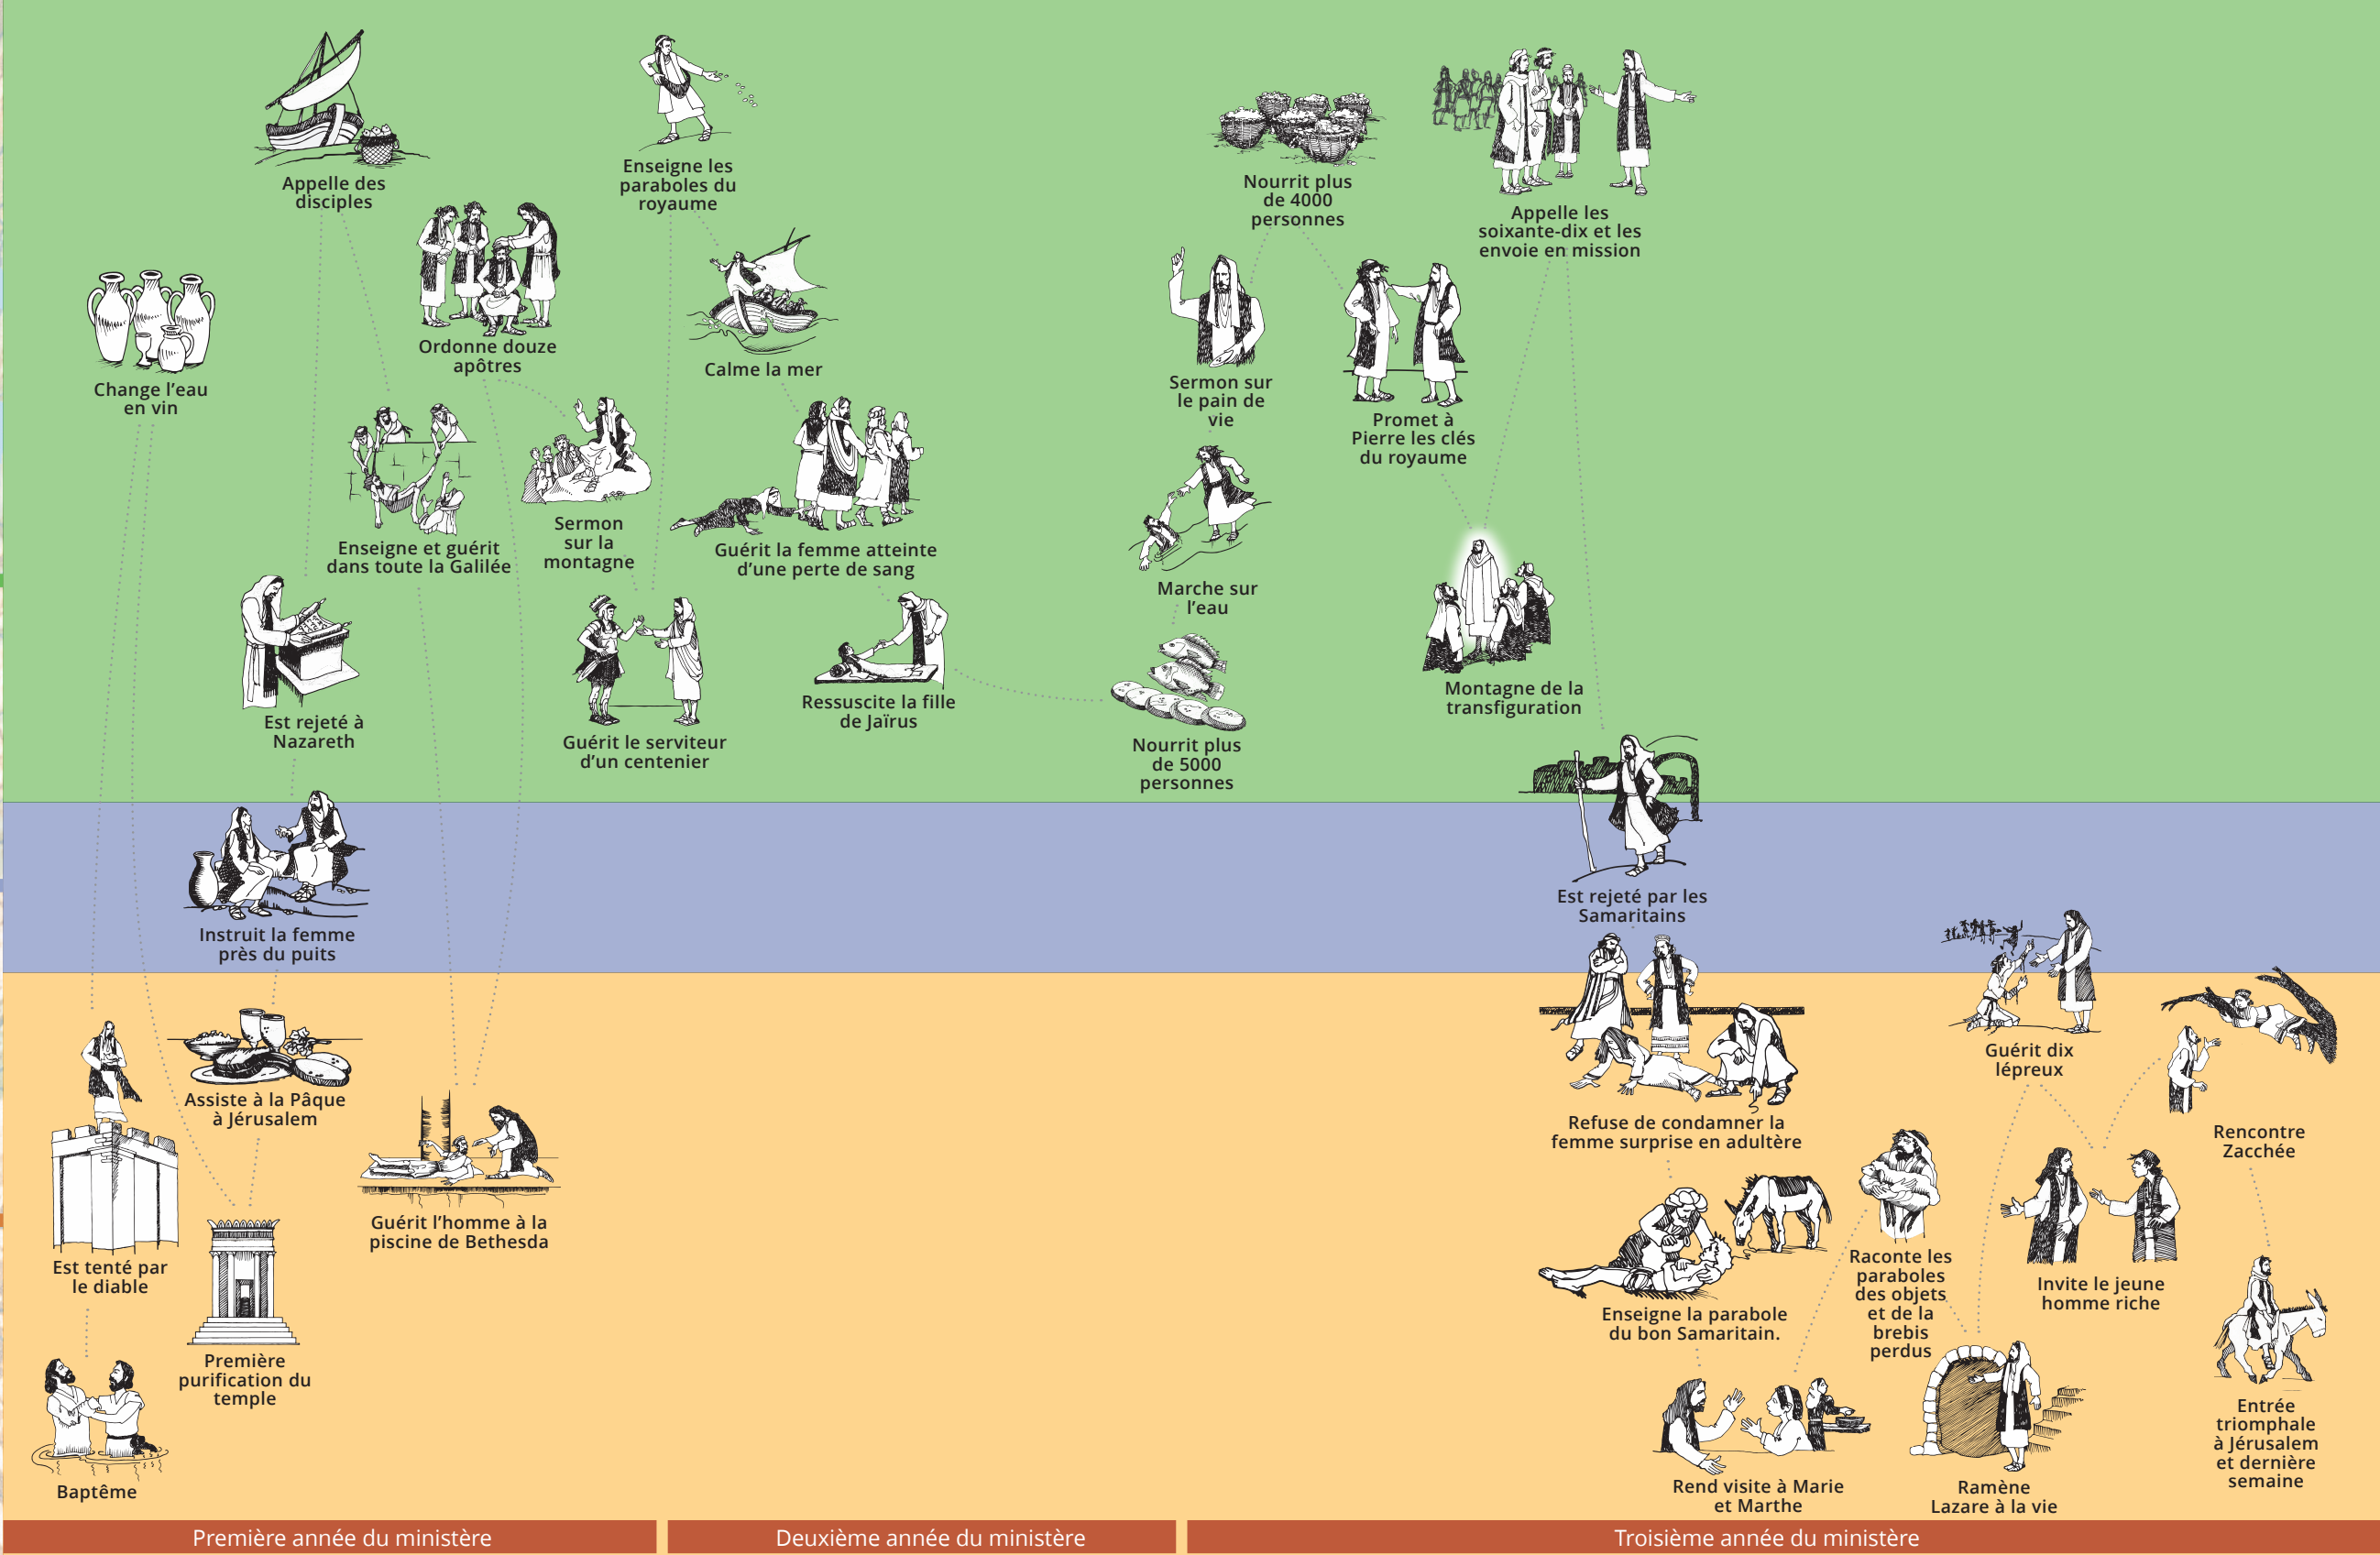 Appelle des
disciples
Enseigne les
paraboles du
royaume
Nourrit plus
de 4000
personnes
Appelle les
soixante-dix et les
envoie en mission
Ordonne douze
apôtres
Calme la mer
Change l’eau
en vin
Sermon sur
le pain de
vie
Promet à
Pierre les clés
du royaume
Enseigne et guérit
dans toute la Galilée
Sermon
sur la
montagne
Guérit la femme atteinte
d’une perte de sang
Marche sur
l’eau
Est rejeté à
Nazareth
Guérit le serviteur
d’un centenier
Ressuscite la fille
de Jaïrus
Nourrit plus
de 5000
personnes
Montagne de la
transfiguration
Instruit la femme
près du puits
Est rejeté par les
Samaritains
Assiste à la Pâque
à Jérusalem
Guérit dix
lépreux
Refuse de condamner la
femme surprise en adultère
Rencontre
Zacchée
Est tenté par
le diable
Guérit l’homme à la
piscine de Bethesda
Enseigne la parabole
du bon Samaritain.
Raconte les
paraboles
des objets
et de la
brebis
perdus
Invite le jeune
homme riche
Première
purification du
temple
Baptême
Rend visite à Marie
et Marthe
Ramène
Lazare à la vie
Entrée
triomphale
à Jérusalem
et dernière
semaine
Première année du ministère
Deuxième année du ministère
Troisième année du ministère